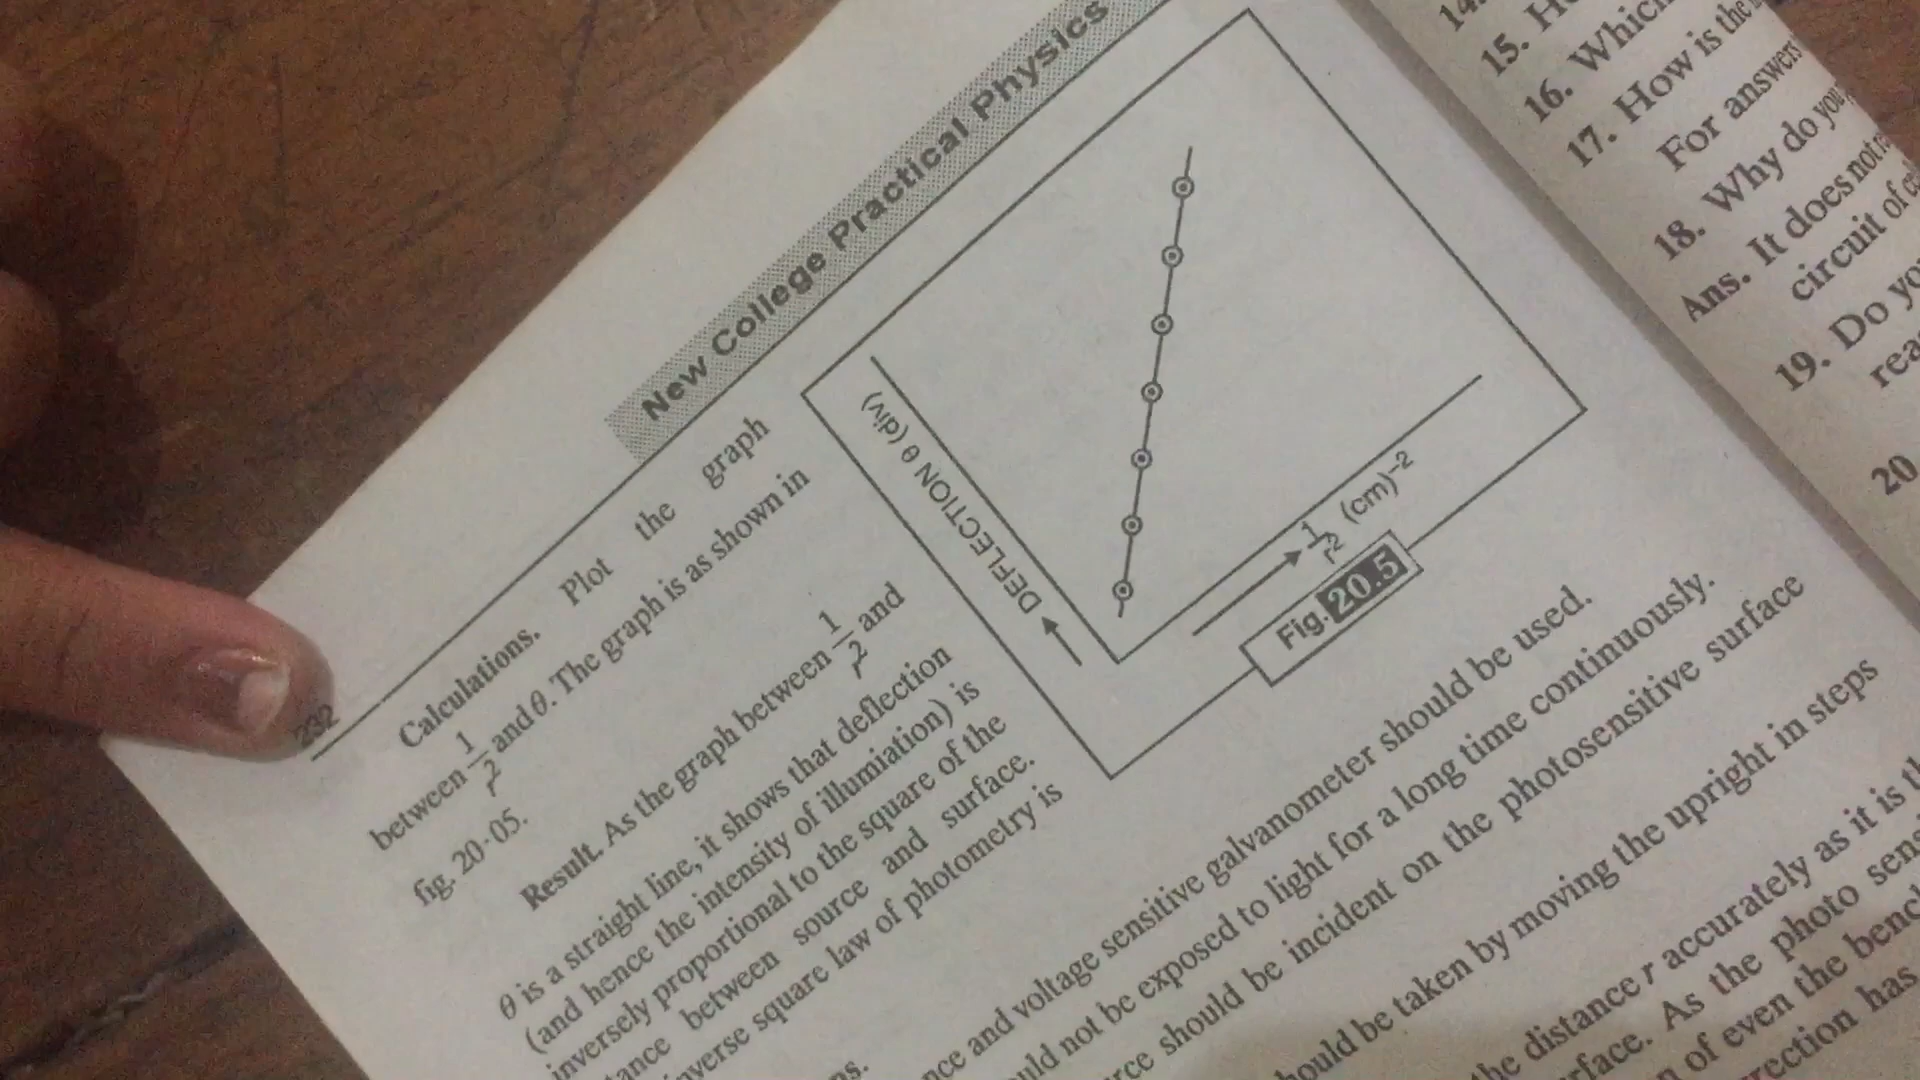 232
New College Practical Physics
Calculations. Plot the graph
between 1/r² and θ. The graph is as shown in
fig. 20·05.
Result. As the graph between 1/r² and
θ is a straight line, it shows that deflection
(and hence the intensity of illumiation) is
inversely proportional to the square of the
between source and surface.
square law of photometry is
DEFLECTION θ (div)
1/r² (cm)⁻²
Fig. 20.5
and voltage sensitive galvanometer should be used.
not be exposed to light for a long time continuously.
should be incident on the photosensitive surface
be taken by moving the upright in steps
the distance r accurately as it is
As the photo
of even the
has
15.
16. Which
17. How is the
For answers
18. Why do you
Ans. It does not
circuit of
19. Do
20